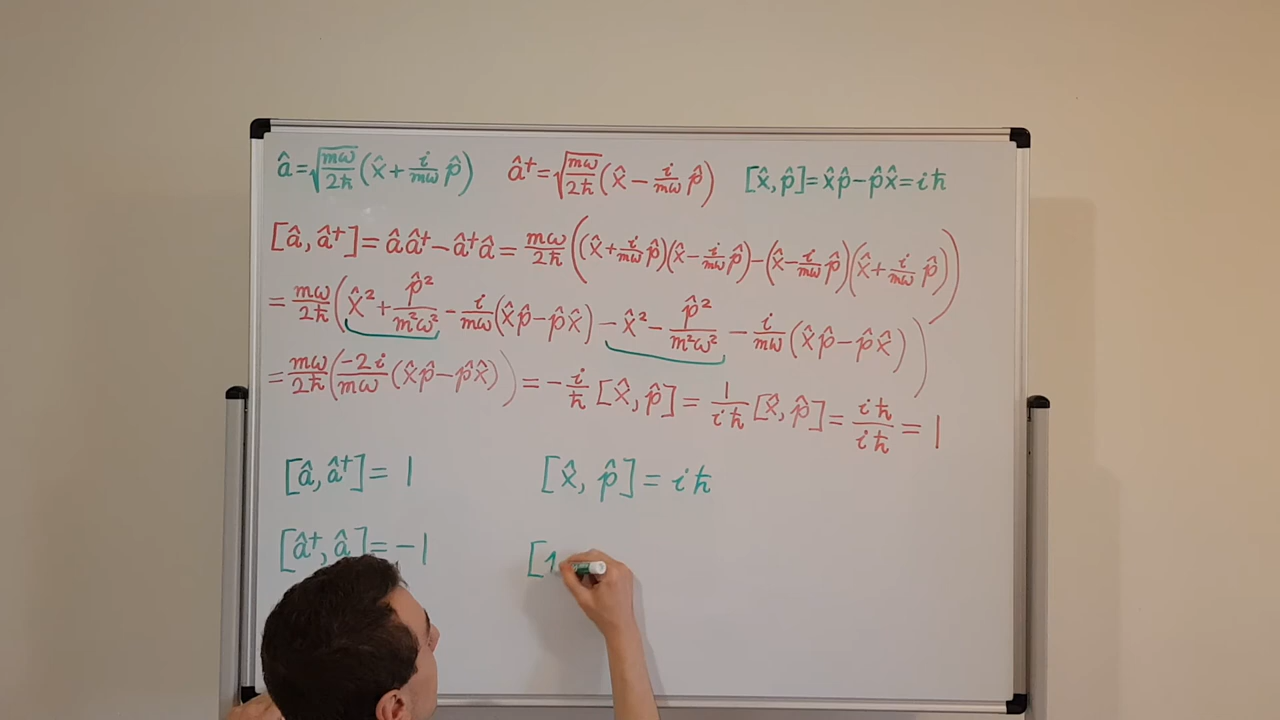 â = √(mω/2ħ) (x̂ + i/mω p̂) â† = √(mω/2ħ) (x̂ − i/mω p̂) [x̂, p̂] = x̂p̂ − p̂x̂ = iħ
[â, â†] = ââ† − â†â = mω/2ħ ((x̂ + i/mω p̂)(x̂ − i/mω p̂) − (x̂ − i/mω p̂)(x̂ + i/mω p̂))
= mω/2ħ (x̂² + p̂²/m²ω² − i/mω (x̂p̂ − p̂x̂) − x̂² − p̂²/m²ω² − i/mω (x̂p̂ − p̂x̂))
= mω/2ħ (−2i/mω (x̂p̂ − p̂x̂)) = − i/ħ [x̂, p̂] = 1/iħ [x̂, p̂] = iħ/iħ = 1
[â, â†] = 1 [x̂, p̂] = iħ
[â†, â] = −1 [